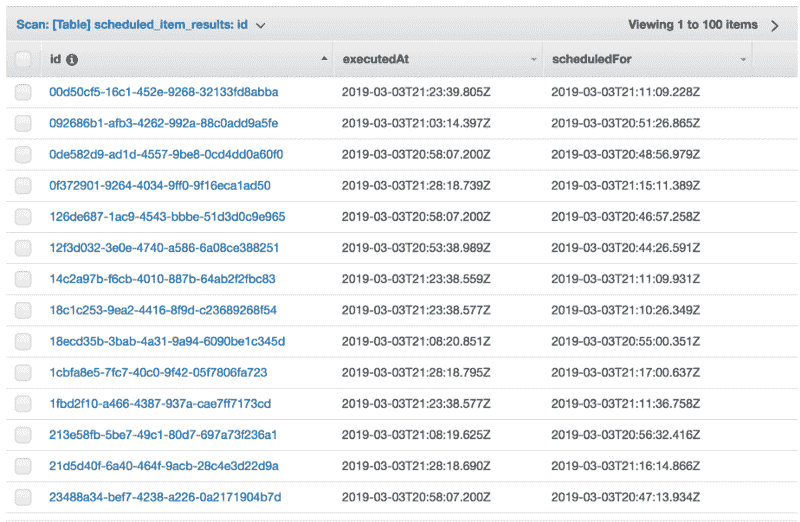 Scan: [Table] scheduled_item_results: id
Viewing 1 to 100 items
id executedAt scheduledFor
00d50cf5-16c1-452e-9268-32133fd8abba 2019-03-03T21:23:39.805Z 2019-03-03T21:11:09.228Z
092686b1-afb3-4262-992a-88c0add9a5fe 2019-03-03T21:03:14.397Z 2019-03-03T20:51:26.865Z
0de582d9-ad1d-4557-9be8-0cd4dd0a60f0 2019-03-03T20:58:07.200Z 2019-03-03T20:48:56.979Z
0f372901-9264-4034-9ff0-9f16eca1ad50 2019-03-03T21:28:18.739Z 2019-03-03T21:15:11.389Z
126de687-1ac9-4543-bbbe-51d3d0c9e965 2019-03-03T20:58:07.200Z 2019-03-03T20:46:57.258Z
12f3d032-3e0e-4740-a586-6a08ce388251 2019-03-03T20:53:38.989Z 2019-03-03T20:44:26.591Z
14c2a97b-f6cb-4010-887b-64ab2f2fbc83 2019-03-03T21:23:38.559Z 2019-03-03T21:11:09.931Z
18c1c253-9ea2-4416-8f9d-c23689268f54 2019-03-03T21:23:38.577Z 2019-03-03T21:10:26.349Z
18ecd35b-3bab-4a31-9a94-6090be1c345d 2019-03-03T21:08:20.851Z 2019-03-03T20:55:00.351Z
1cbfa8e5-7fc7-40c0-9f42-05f7806fa723 2019-03-03T21:28:18.795Z 2019-03-03T21:17:00.637Z
1fbd2f10-a466-4387-937a-cae7ff7173cd 2019-03-03T21:23:38.577Z 2019-03-03T21:11:36.758Z
213e58fb-5be7-49c1-80d7-697a73f236a1 2019-03-03T21:08:19.625Z 2019-03-03T20:56:32.416Z
21d5d40f-6a40-464f-9acb-28c4e3d22d9a 2019-03-03T21:28:18.690Z 2019-03-03T21:16:14.866Z
23488a34-bef7-4238-a226-0a2171904b7d 2019-03-03T20:58:07.200Z 2019-03-03T20:47:13.934Z